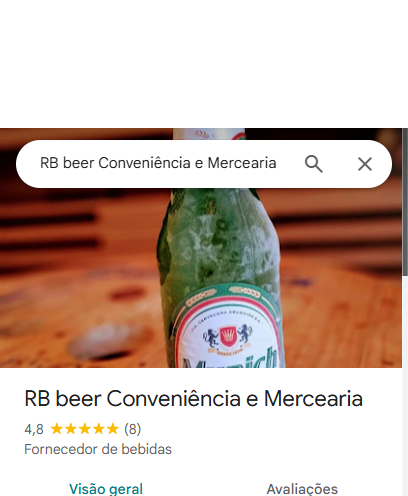 RB beer Conveniência e Mercearia
Munich
RB beer Conveniência e Mercearia
4,8 (8)
Fornecedor de bebidas
Visão geral
Avaliações